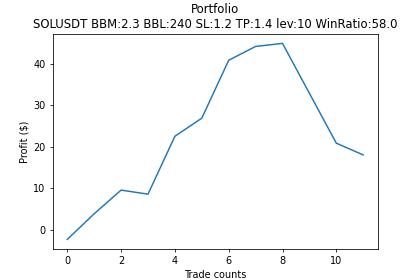 Portfolio
SOLUSDT BBM:2.3 BBL:240 SL:1.2 TP:1.4 lev:10 WinRatio:58.0
Profit ($)
40
30
20
10
0
0 2 4 6 8 10
Trade counts